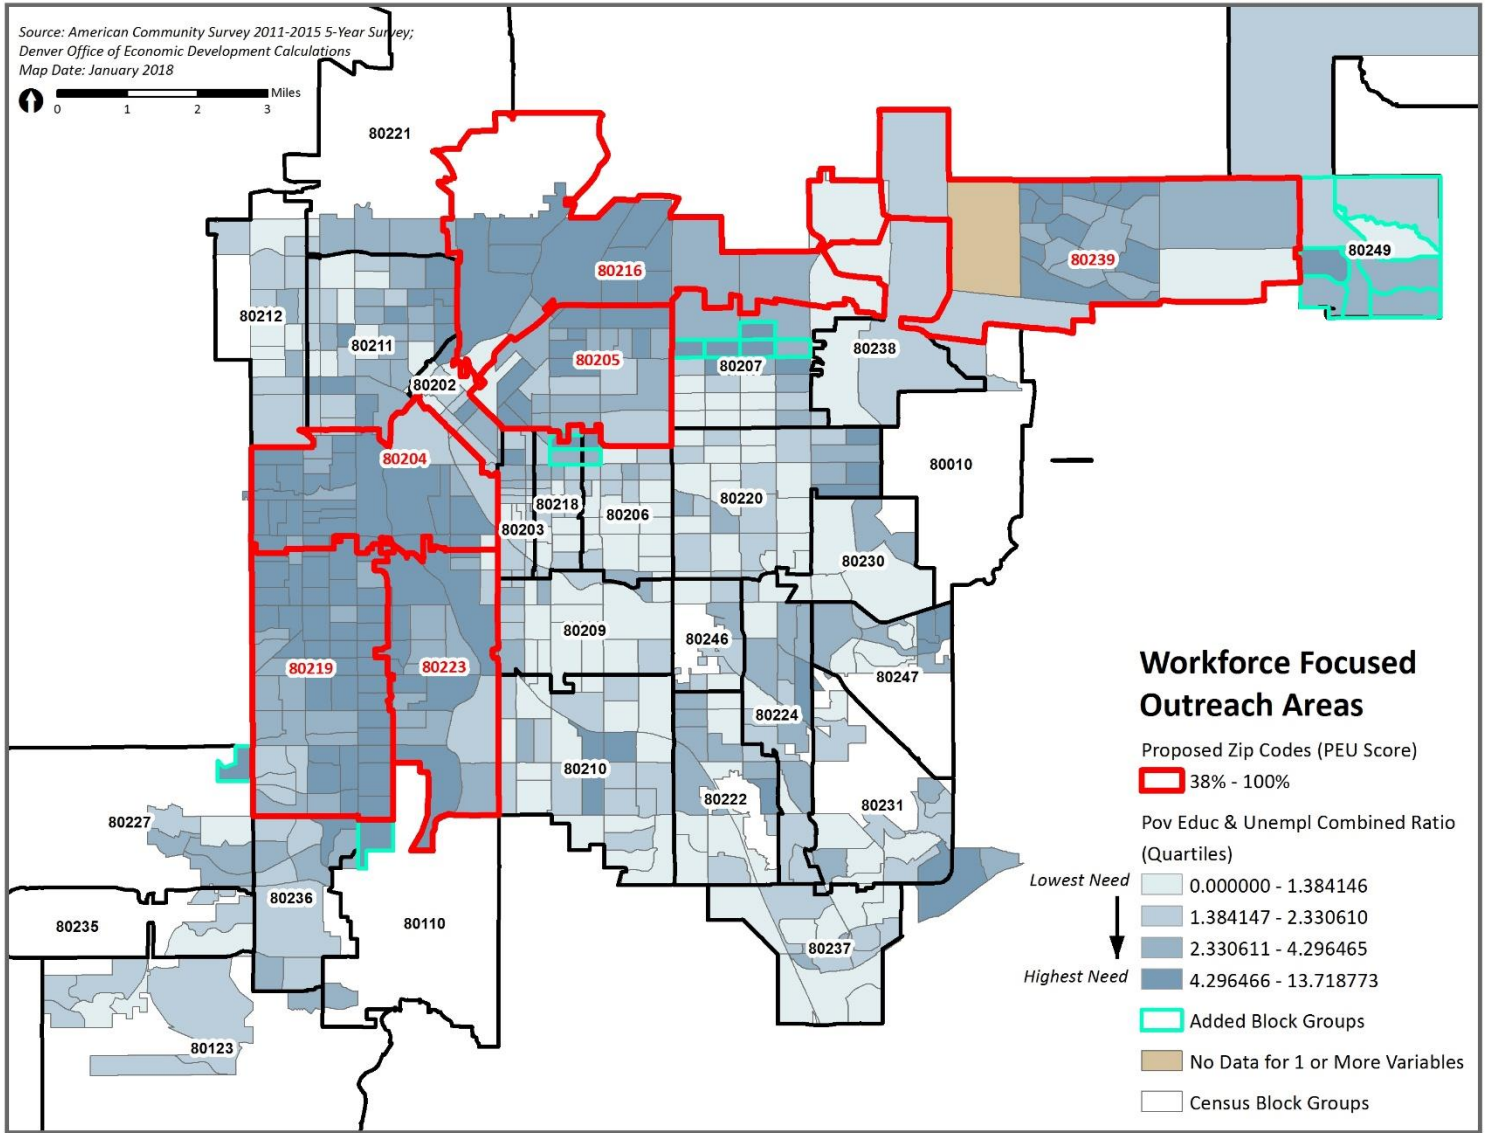 Source: American Community Survey 2011-2015 5-Year Survey;
Denver Office of Economic Development Calculations
Map Date: January 2018
Miles
0 1 2 3
80221
80249
80239
80216
80212
80211
80238
80205
80207
80202
80204
80010
80220
80218
80206
80203
80230
80209
80246
80219
80223
80247
80224
80210
80222
80231
80227
80236
80110
80235
80237
80123
Workforce Focused
Outreach Areas
Proposed Zip Codes (PEU Score)
38% - 100%
Pov Educ & Unempl Combined Ratio
(Quartiles)
Lowest Need
0.000000 - 1.384146
1.384147 - 2.330610
2.330611 - 4.296465
Highest Need
4.296466 - 13.718773
Added Block Groups
No Data for 1 or More Variables
Census Block Groups